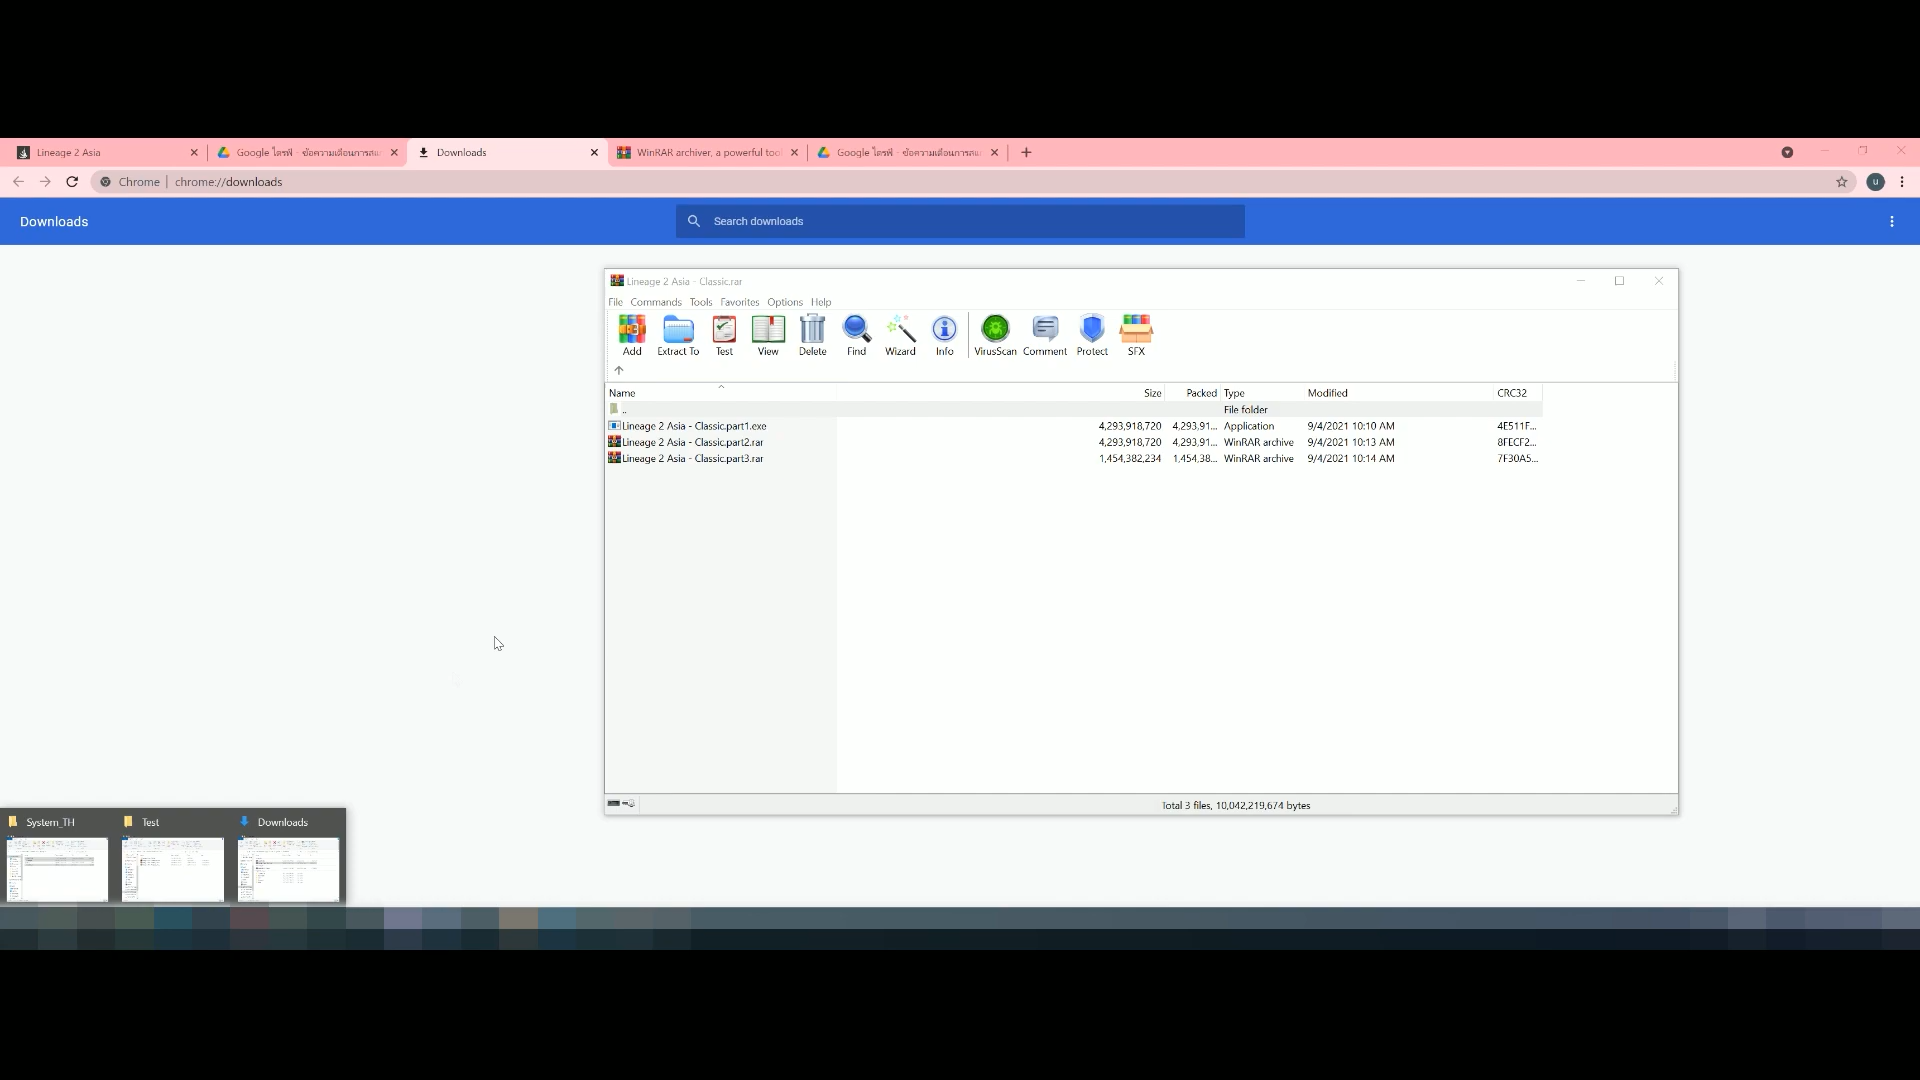 Lineage 2 Asia
Google ไดรฟ์ - ข้อความเตือนการสแ
Downloads
WinRAR archiver, a powerful tool
Google ไดรฟ์ - ข้อความเตือนการสแ
Chrome | chrome://downloads
U
Downloads
Search downloads
Lineage 2 Asia - Classic.rar
File Commands Tools Favorites Options Help
Add Extract To Test View Delete Find Wizard Info VirusScan Comment Protect SFX
Name Size Packed Type Modified CRC32
.. File folder
Lineage 2 Asia - Classic.part1.exe 4,293,918,720 4,293,91... Application 9/4/2021 10:10 AM 4E511F...
Lineage 2 Asia - Classic.part2.rar 4,293,918,720 4,293,91... WinRAR archive 9/4/2021 10:13 AM 8FECF2...
Lineage 2 Asia - Classic.part3.rar 1,454,382,234 1,454,38... WinRAR archive 9/4/2021 10:14 AM 7F30A5...
Total 3 files, 10,042,219,674 bytes
System_TH
Test
Downloads